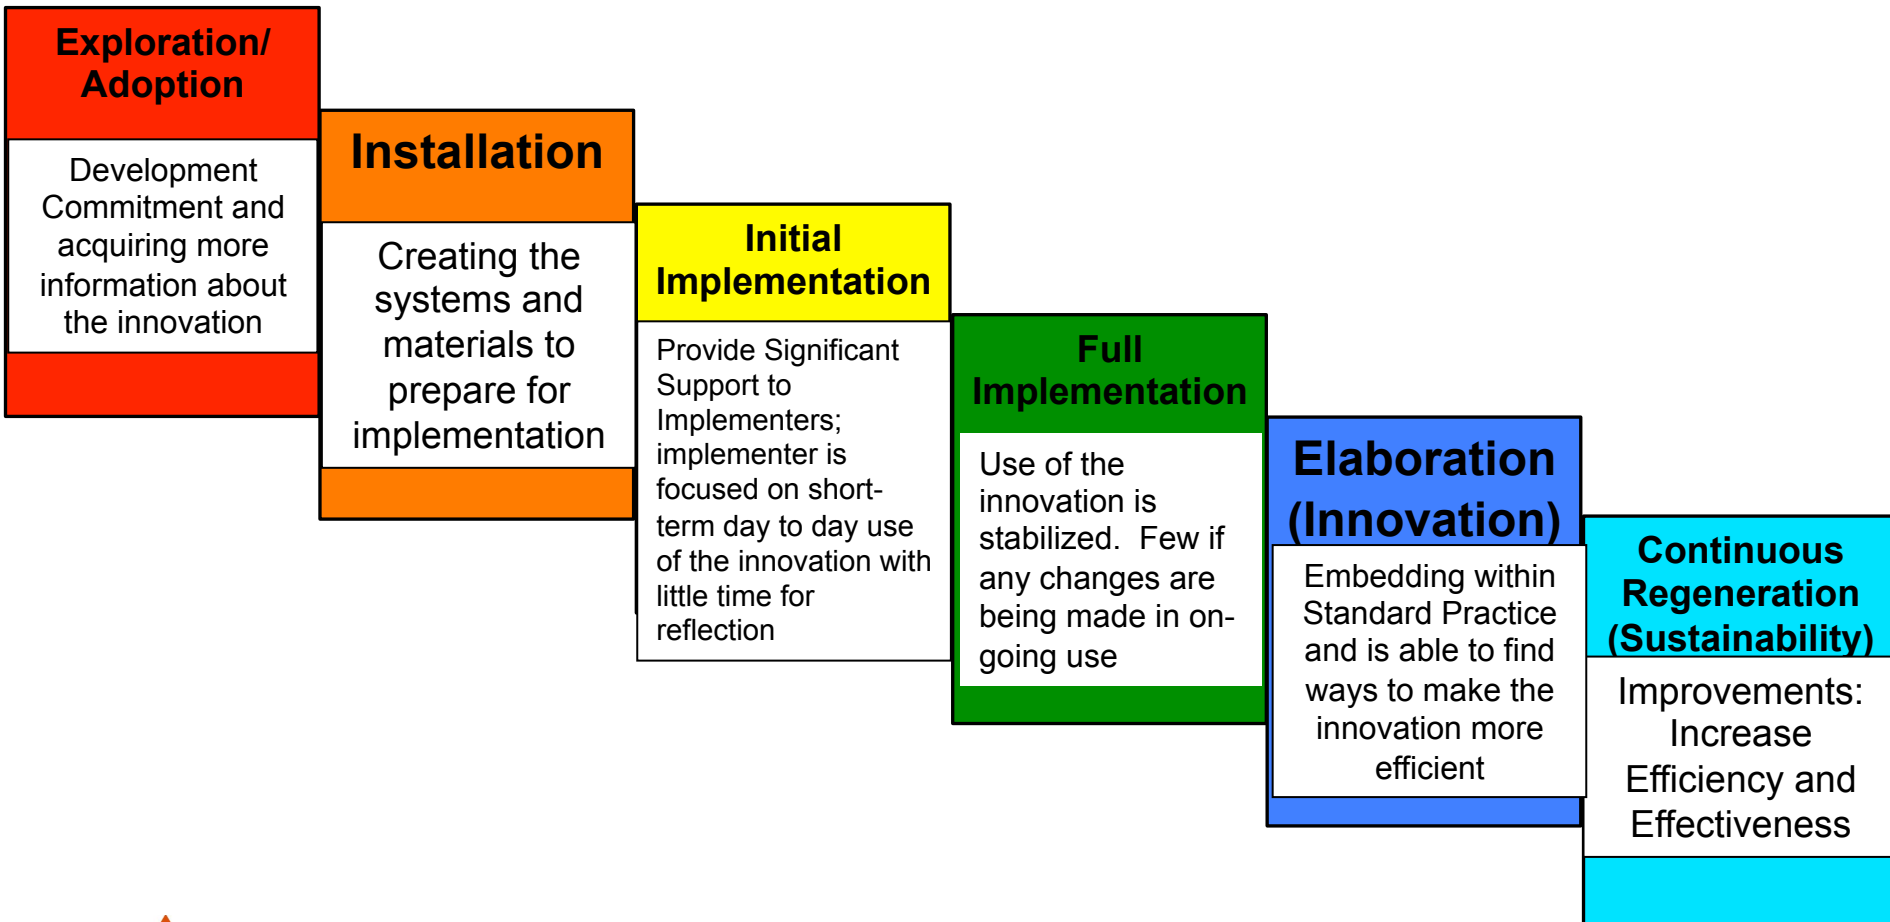 Exploration/
Adoption
Development
Commitment and
acquiring more
information about
the innovation
Installation
Creating the
systems and
materials to
prepare for
implementation
Initial
Implementation
Provide Significant
Support to
Implementers;
implementer is
focused on short-
term day to day use
of the innovation with
little time for
reflection
Full
Implementation
Use of the
innovation is
stabilized.  Few if
any changes are
being made in on-
going use
Elaboration
(Innovation)
Embedding within
Standard Practice
and is able to find
ways to make the
innovation more
efficient
Continuous
Regeneration
(Sustainability)
Improvements:
Increase
Efficiency and
Effectiveness